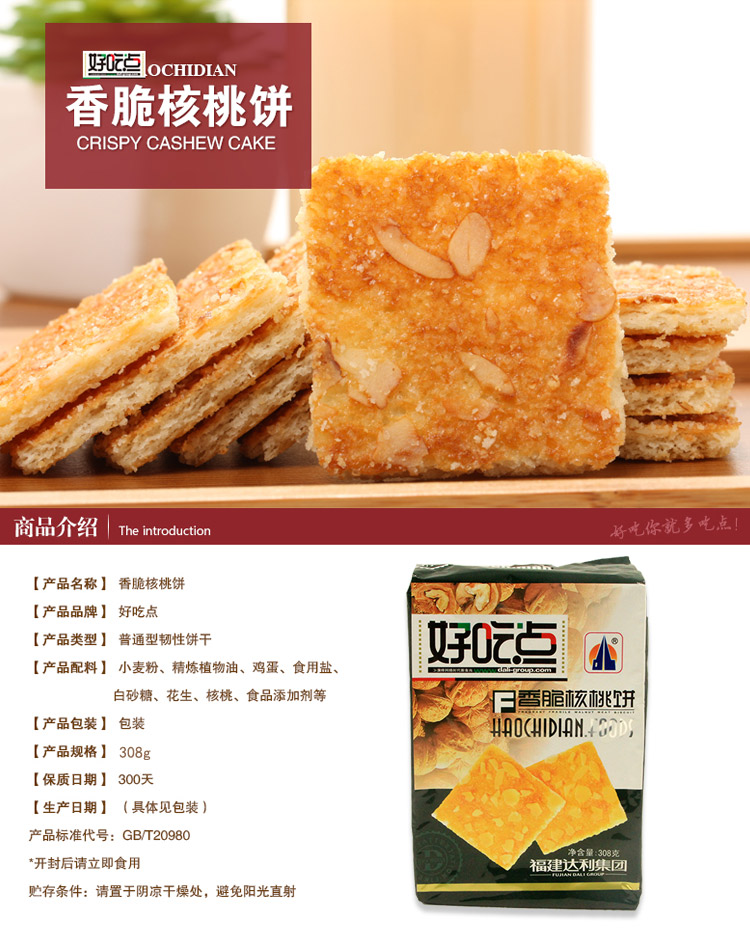 好吃点
OCHIDIAN
香脆核桃饼
CRISPY CASHEW CAKE
商品介绍 The introduction
好吃你就多吃点!
【产品名称】 香脆核桃饼
【产品品牌】 好吃点
【产品类型】 普通型韧性饼干
【产品配料】 小麦粉、精炼植物油、鸡蛋、食用盐、
白砂糖、花生、核桃、食品添加剂等
【产品包装】 包装
【产品规格】 308g
【保质日期】 300天
【生产日期】 (具体见包装)
产品标准代号:GB/T20980
*开封后请立即食用
贮存条件:请置于阴凉干燥处,避免阳光直射
好吃点
dali-group.com
®
香脆核桃饼
HAOCHIDIAN.FOODS
净含量:308克
福建达利集团
FUJIAN DALI GROUP